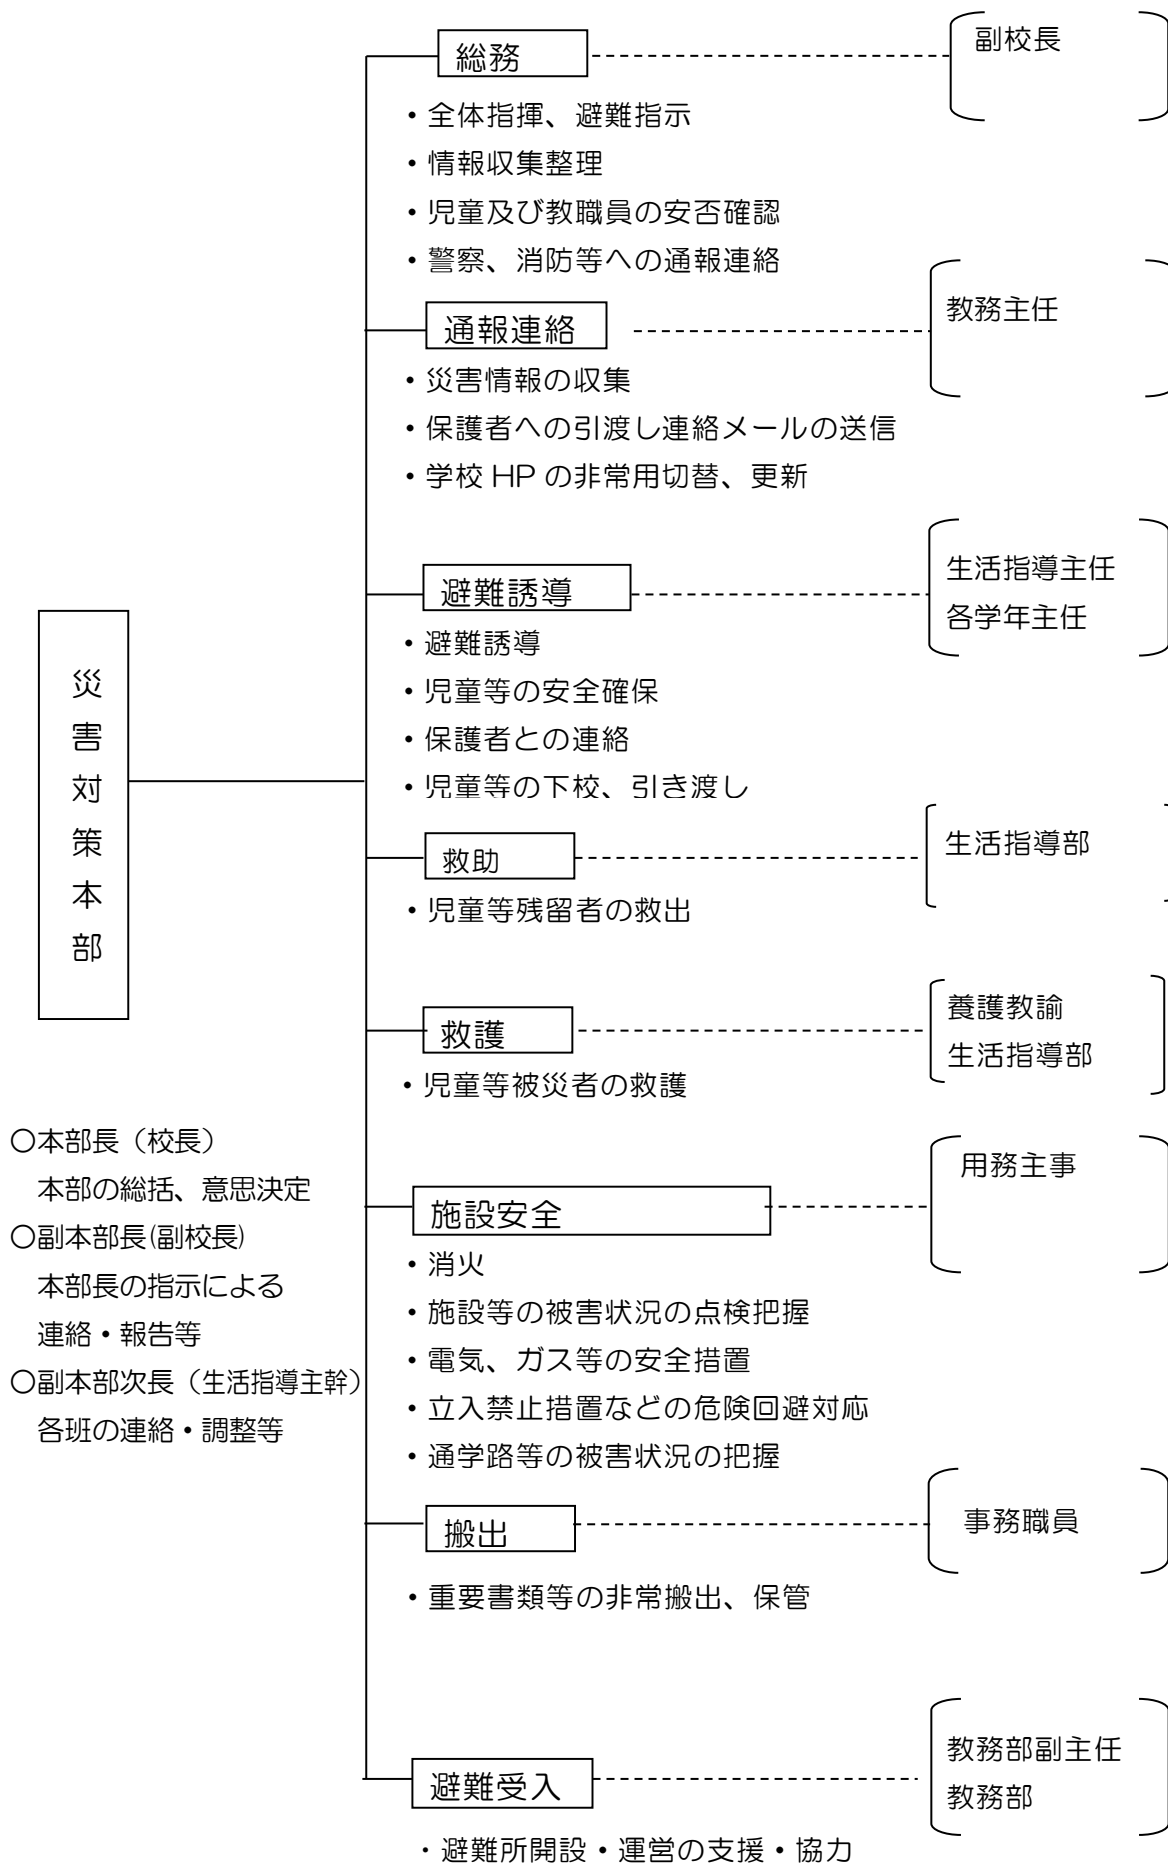 総務
副校長
・全体指揮、避難指示
・情報収集整理
・児童及び教職員の安否確認
・警察、消防等への通報連絡
通報連絡
教務主任
・災害情報の収集
・保護者への引渡し連絡メールの送信
・学校 HP の非常用切替、更新
避難誘導
生活指導主任
各学年主任
・避難誘導
・児童等の安全確保
・保護者との連絡
・児童等の下校、引き渡し
救助
生活指導部
・児童等残留者の救出
救護
養護教諭
生活指導部
・児童等被災者の救護
施設安全
用務主事
・消火
・施設等の被害状況の点検把握
・電気、ガス等の安全措置
・立入禁止措置などの危険回避対応
・通学路等の被害状況の把握
搬出
事務職員
・重要書類等の非常搬出、保管
避難受入
教務部副主任
教務部
・避難所開設・運営の支援・協力
災害対策本部
○本部長（校長）
本部の総括、意思決定
○副本部長(副校長)
本部長の指示による
連絡・報告等
○副本部次長（生活指導主幹）
各班の連絡・調整等